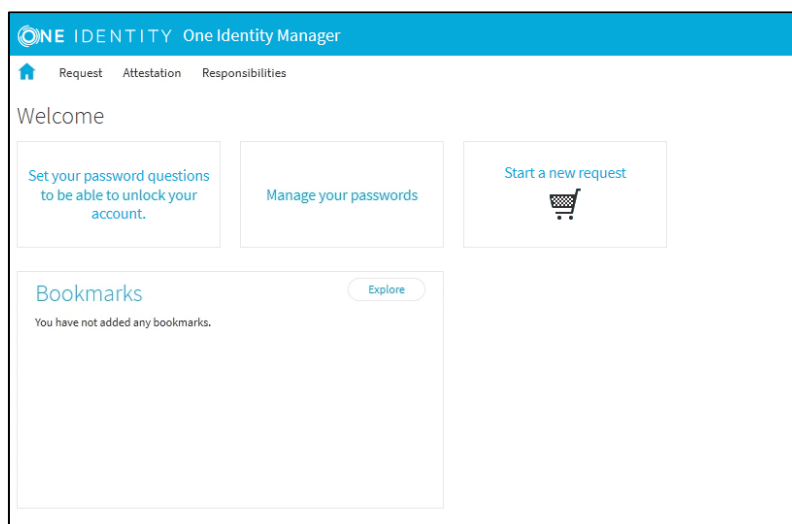 ONE IDENTITY One Identity Manager
Request Attestation Responsibilities
Welcome
Set your password questions
to be able to unlock your
account.
Manage your passwords
Start a new request
Bookmarks
Explore
You have not added any bookmarks.